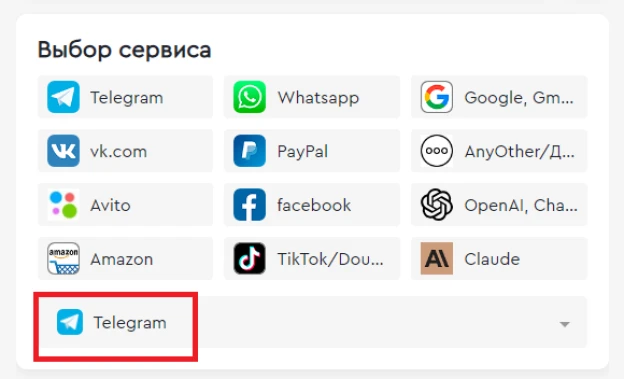 Выбор сервиса
Telegram
Whatsapp
Google, Gm...
vk.com
PayPal
AnyOther/Д...
Avito
facebook
OpenAI, Cha...
amazon
Amazon
TikTok/Dou...
Claude
Telegram